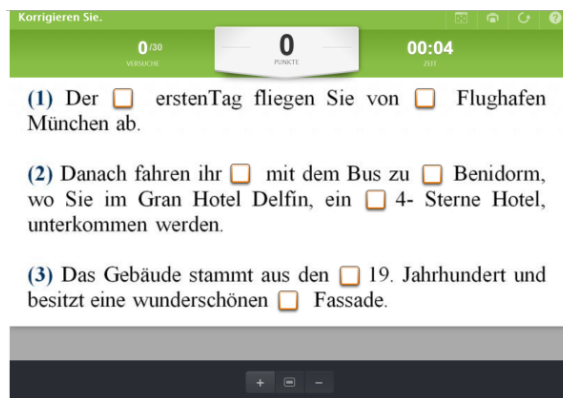 Korrigieren Sie.
0/30
VERSUCHE
0
PUNKTE
00:04
ZEIT
(1) Der erstenTag fliegen Sie von Flughafen
München ab.
(2) Danach fahren ihr mit dem Bus zu Benidorm,
wo Sie im Gran Hotel Delfín, ein 4- Sterne Hotel,
unterkommen werden.
(3) Das Gebäude stammt aus den 19. Jahrhundert und
besitzt eine wunderschönen Fassade.